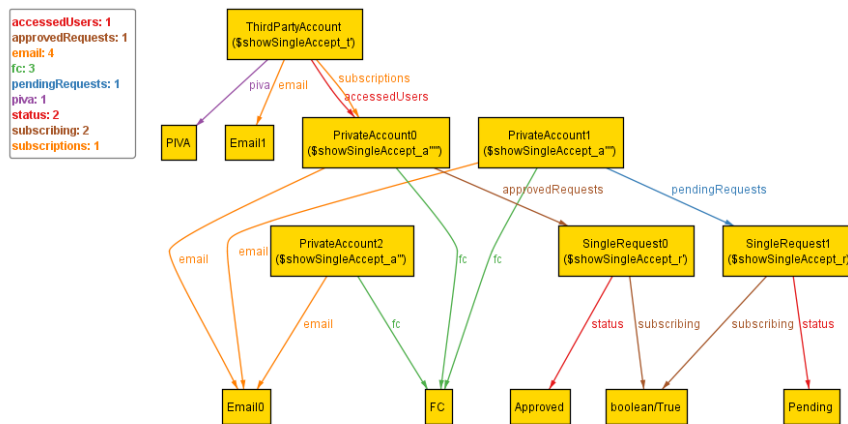 accessedUsers: 1
approvedRequests: 1
email: 4
fc: 3
pendingRequests: 1
piva: 1
status: 2
subscribing: 2
subscriptions: 1
ThirdPartyAccount
($showSingleAccept_t')
piva
email
subscriptions
accessedUsers
PIVA
Email1
PrivateAccount0
($showSingleAccept_a"")
PrivateAccount1
($showSingleAccept_a"')
approvedRequests
pendingRequests
PrivateAccount2
($showSingleAccept_a"')
SingleRequest0
($showSingleAccept_r')
SingleRequest1
($showSingleAccept_r)
email
email
fc
fc
email
fc
status
subscribing
subscribing
status
Email0
FC
Approved
boolean/True
Pending